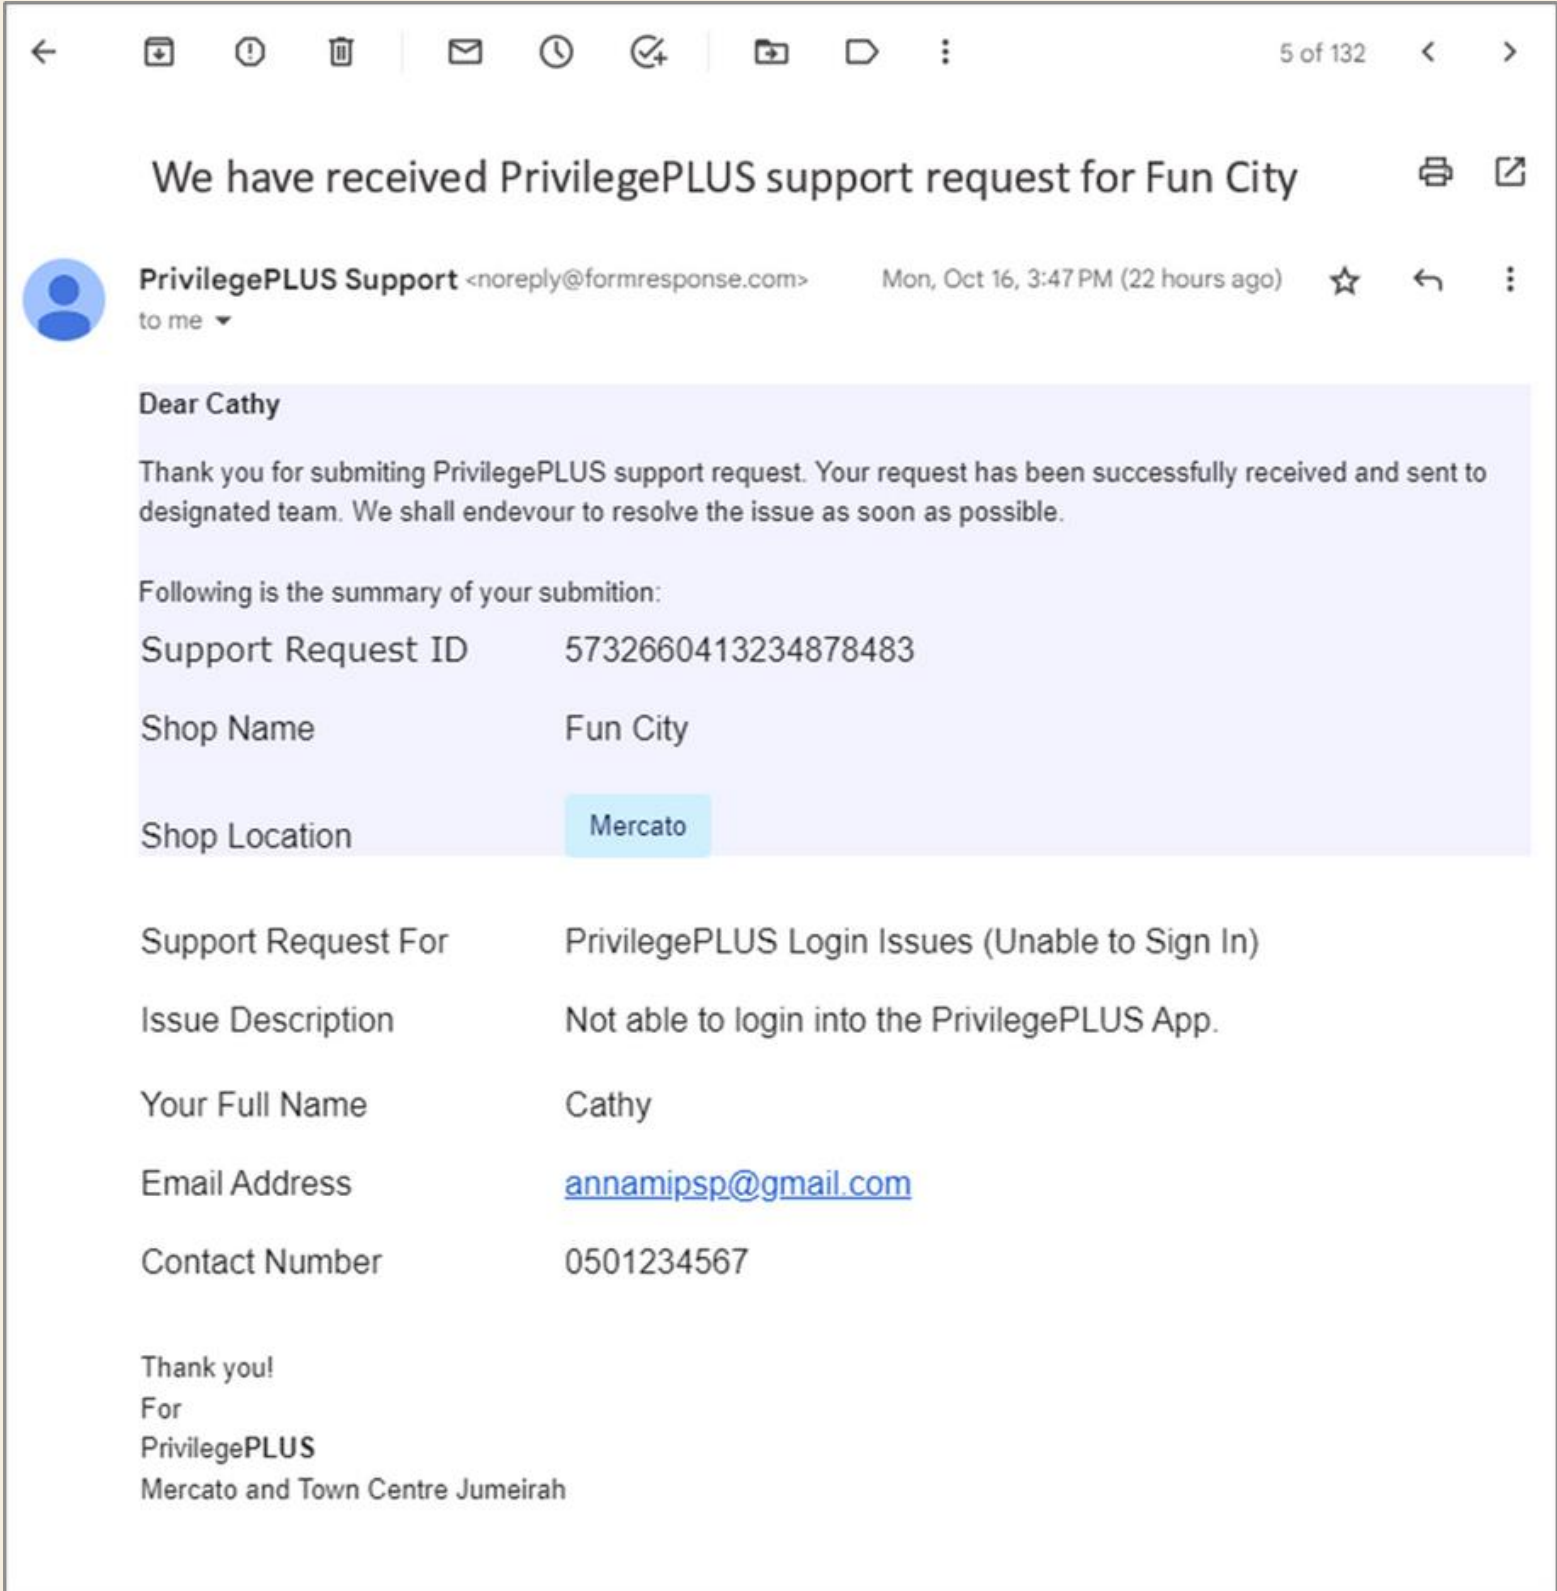 5 of 132
We have received PrivilegePLUS support request for Fun City
PrivilegePLUS Support <noreply@formresponse.com> Mon, Oct 16, 3:47 PM (22 hours ago)
to me
Dear Cathy
Thank you for submiting PrivilegePLUS support request. Your request has been successfully received and sent to
designated team. We shall endevour to resolve the issue as soon as possible.
Following is the summary of your submition:
Support Request ID 5732660413234878483
Shop Name Fun City
Shop Location Mercato
Support Request For PrivilegePLUS Login Issues (Unable to Sign In)
Issue Description Not able to login into the PrivilegePLUS App.
Your Full Name Cathy
Email Address annamipsp@gmail.com
Contact Number 0501234567
Thank you!
For
PrivilegePLUS
Mercato and Town Centre Jumeirah